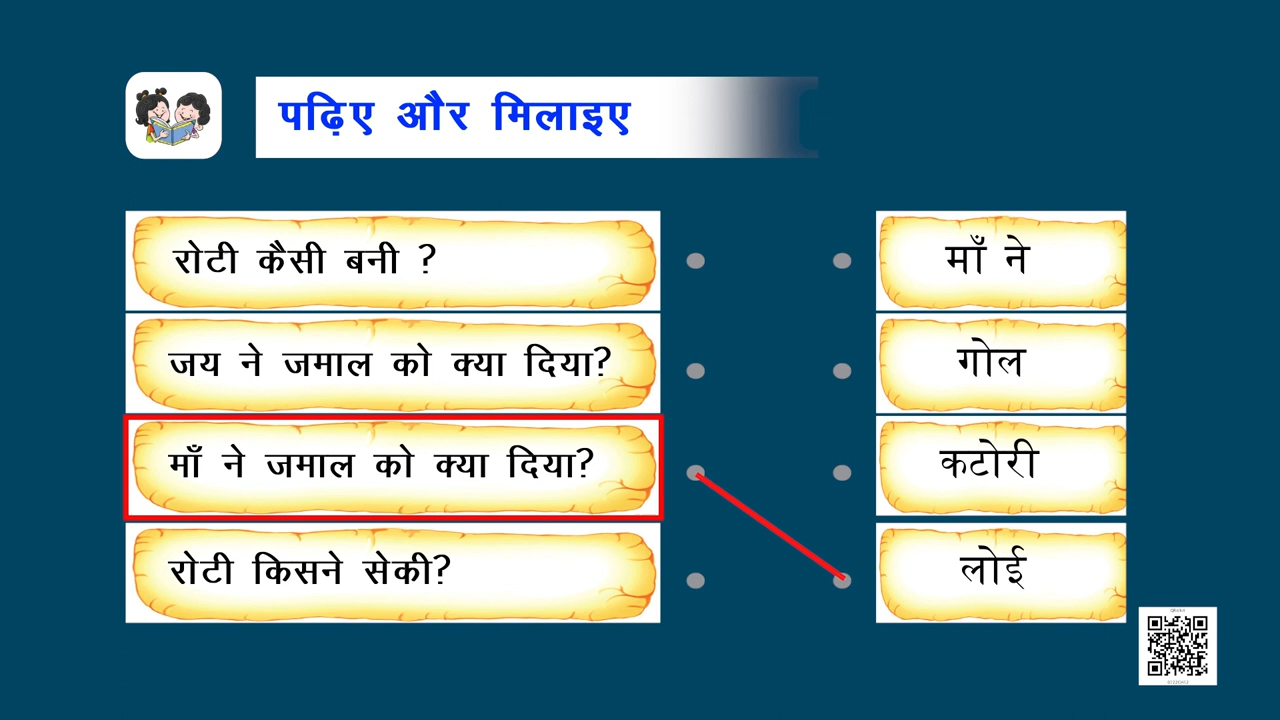 पढ़िए और मिलाइए
रोटी कैसी बनी ?
माँ ने
जय ने जमाल को क्या दिया?
गोल
माँ ने जमाल को क्या दिया?
कटोरी
रोटी किसने सेकी?
लोई